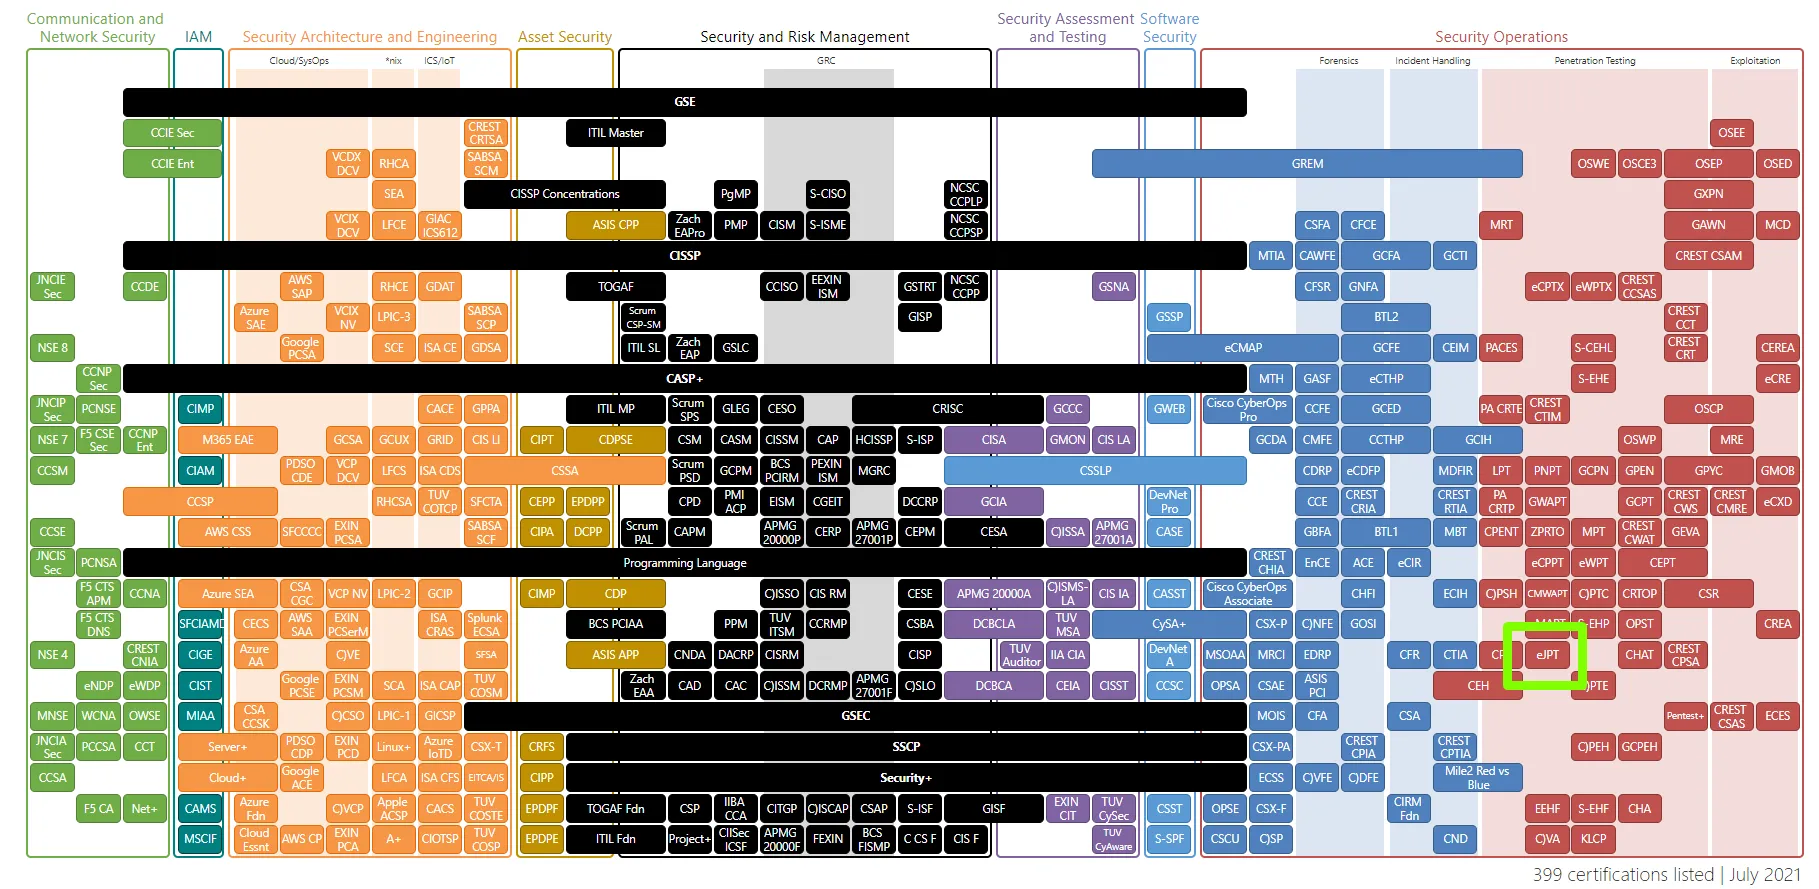 Communication and Network Security
IAM
Security Architecture and Engineering
Asset Security
Security and Risk Management
Security Assessment and Testing
Software Security
Security Operations
Cloud/SysOps
*nix
ICS/IoT
GRC
Forensics
Incident Handling
Penetration Testing
Exploitation
GSE
CCIE Sec
CREST CRTSA
ITIL Master
OSEE
CCIE Ent
VCDX DCV
RHCA
SABSA SCM
GREM
OSWE
OSCE3
OSEP
OSED
SEA
CISSP Concentrations
PgMP
S-CISO
NCSC CCPLP
GXPN
VCIX DCV
LFCE
GIAC ICS612
ASIS CPP
Zach EAPro
PMP
CISM
S-ISME
NCSC CCPSP
CSFA
CFCE
MRT
GAWN
MCD
CISSP
MTIA
CAWFE
GCFA
GCTI
CREST CSAM
JNCIE Sec
CCDE
AWS SAP
RHCE
GDAT
TOGAF
CCISO
EEXIN ISM
GSTRT
NCSC CCPP
GSNA
CFSR
GNFA
eCPTX
eWPTX
CREST CCSAS
Azure SAE
VCIX NV
LPIC-3
SABSA SCP
Scrum CSP-SM
GISP
GSSP
BTL2
CREST CCT
NSE 8
Google PCSA
SCE
ISA CE
GDSA
ITIL SL
Zach EAP
GSLC
eCMAP
GCFE
CEIM
PACES
S-CEHL
CREST CRT
CEREA
CCNP Sec
CASP+
MTH
GASF
eCTHP
S-EHE
eCRE
JNCIP Sec
PCNSE
CIMP
CACE
GPPA
ITIL MP
Scrum SPS
GLEG
CESO
CRISC
GCCC
GWEB
Cisco CyberOps Pro
CCFE
GCED
PA CRTE
CREST CTIM
OSCP
NSE 7
F5 CSE Sec
CCNP Ent
M365 EAE
GCSA
GCUX
GRID
CIS LI
CIPT
CDPSE
CSM
CASM
CISSM
CAP
HCISSP
S-ISP
CISA
GMON
CIS LA
GCDA
CMFE
CCTHP
GCIH
OSWP
MRE
CCSM
CIAM
PDSO CDE
VCP DCV
LFCS
ISA CDS
CSSA
Scrum PSD
GCPM
BCS PCIRM
PEXIN ISM
MGRC
CSSLP
CDRP
eCDFP
MDFIR
LPT
PNPT
GCPN
GPEN
GPYC
GMOB
CCSP
RHCSA
TUV COTCP
SFCTA
CEPP
EPDPP
CPD
PMI ACP
EISM
CGEIT
DCCRP
GCIA
DevNet Pro
CCE
CREST CRIA
CREST RTIA
PA CRTP
GWAPT
GCPT
CREST CWS
CREST CMRE
eCXD
CCSE
AWS CSS
SFCCCC
EXIN PCSA
SABSA SCF
CIPA
DCPP
Scrum PAL
CAPM
APMG 20000P
CERP
APMG 27001P
CEPM
CESA
C)ISSA
APMG 27001A
CASE
GBFA
BTL1
MBT
CPENT
ZPRTO
MPT
CREST CWAT
GEVA
JNCIS Sec
PCNSA
Programming Language
CREST CHIA
EnCE
ACE
eCIR
eCPPT
eWPT
CEPT
F5 CTS APM
CCNA
Azure SEA
CSA CGC
VCP NV
LPIC-2
GCIP
CIMP
CDP
C)ISSO
CIS RM
CESE
APMG 20000A
C)ISMS-LA
CIS IA
CASST
Cisco CyberOps Associate
CHFI
ECIH
C)PSH
CMWAPT
C)PTC
CRTOP
CSR
F5 CTS DNS
CECS
AWS SAA
EXIN PCSerM
ISA CRAS
Splunk ECSA
BCS PCIAA
PPM
TUV ITSM
CCRMP
CSBA
DCBCLA
TUV MSA
CySA+
CSX-P
C)NFE
GOSI
OPST
CREA
NSE 4
CREST CNIA
CIGE
Azure AA
C)VE
SFSA
ASIS APP
CNDA
DACRP
CISRM
CISP
TUV Auditor
IIA CIA
DevNet A
MSOAA
MRCI
EDRP
CFR
CTIA
eJPT
CHAT
CREST CPSA
eNDP
eWDP
CIST
Google PCSE
EXIN PCSM
SCA
ISA CAP
TUV COSM
Zach EAA
CAD
CAC
C)ISSM
DCRMP
APMG 27001F
C)SLO
DCBCA
CEIA
CISST
CCSC
OPSA
CSAE
ASIS PCI
CEH
MNSE
WCNA
OWSE
MIAA
CSA CCSK
C)CSO
LPIC-1
GICSP
GSEC
MOIS
CFA
CSA
Pentest+
CREST CSAS
ECES
JNCIA Sec
PCCSA
CCT
Server+
PDSO CDP
EXIN PCD
Linux+
Azure IoTD
CSX-T
CRFS
SSCP
CSX-PA
CREST CPIA
CREST CPTIA
C)PEH
GCPEH
CCSA
Cloud+
Google ACE
LFCA
ISA CFS
EITCA/IS
CIPP
Security+
ECSS
C)VFE
C)DFE
Mile2 Red vs Blue
F5 CA
Net+
CAMS
Azure Fdn
C)VCP
Apple ACSP
CACS
TUV COSTE
EPDPF
TOGAF Fdn
CSP
IIBA CCA
CITGP
C)ISCAP
CSAP
S-ISF
GISF
EXIN CIT
TUV CySec
CSST
OPSE
CSX-F
CIRM Fdn
EEHF
S-EHF
CHA
MSCIF
Cloud Essnt
AWS CP
EXIN PCA
A+
CIOTSP
TUV COSP
EPDPE
ITIL Fdn
Project+
CIISec ICSF
APMG 20000F
FEXIN
BCS FISMP
C CS F
CIS F
TUV CyAware
S-SPF
CSCU
C)SP
CND
C)VA
KLCP
399 certifications listed | July 2021